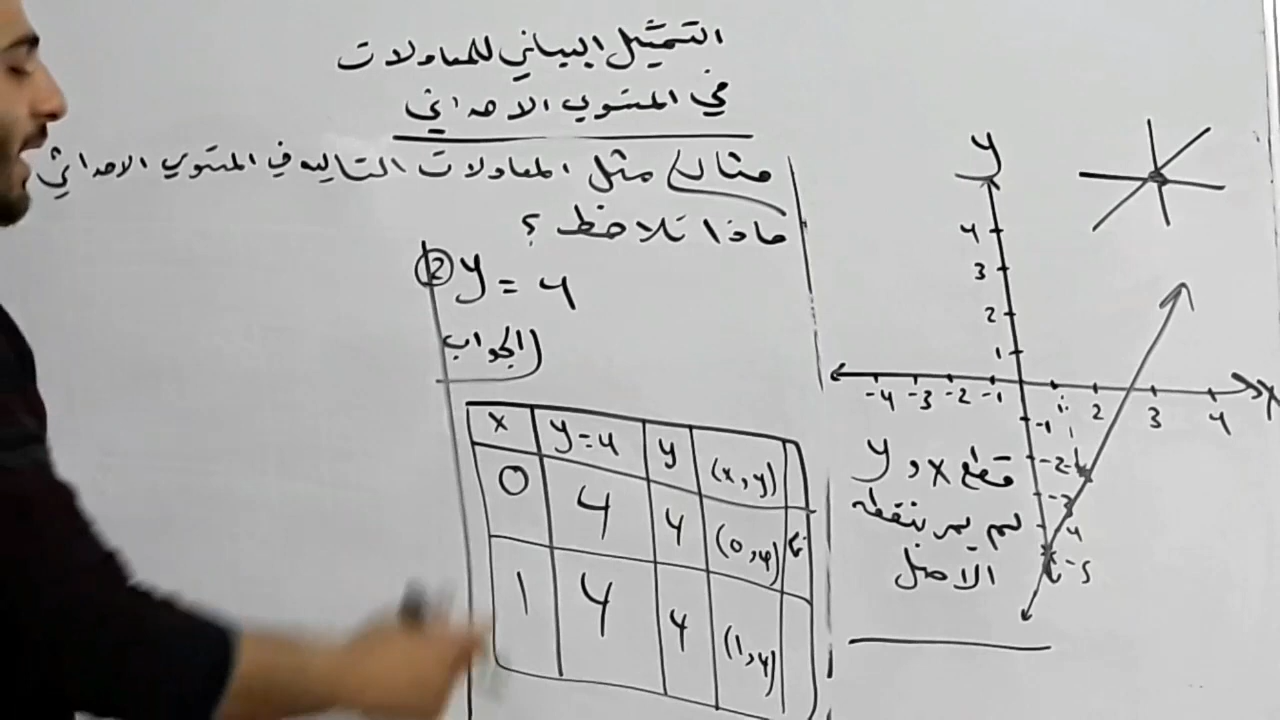 التمثيل البياني للمعادلات
في المستوي الاحداثي
مثال) مثل المعادلات التاليه في المستوي الاحداثي
ماذا تلاحظ ؟
② y = 4
الجواب
x y=4 y (x,y)
0 4 4 (0,4)
1 4 4 (1,4)
y
4
3
2
1
-4 -3 -2 -1 1 2 3 4 x
-1
-2
-3
-4
-5
قطع x و y
لم يمر بنقطه
الاصل